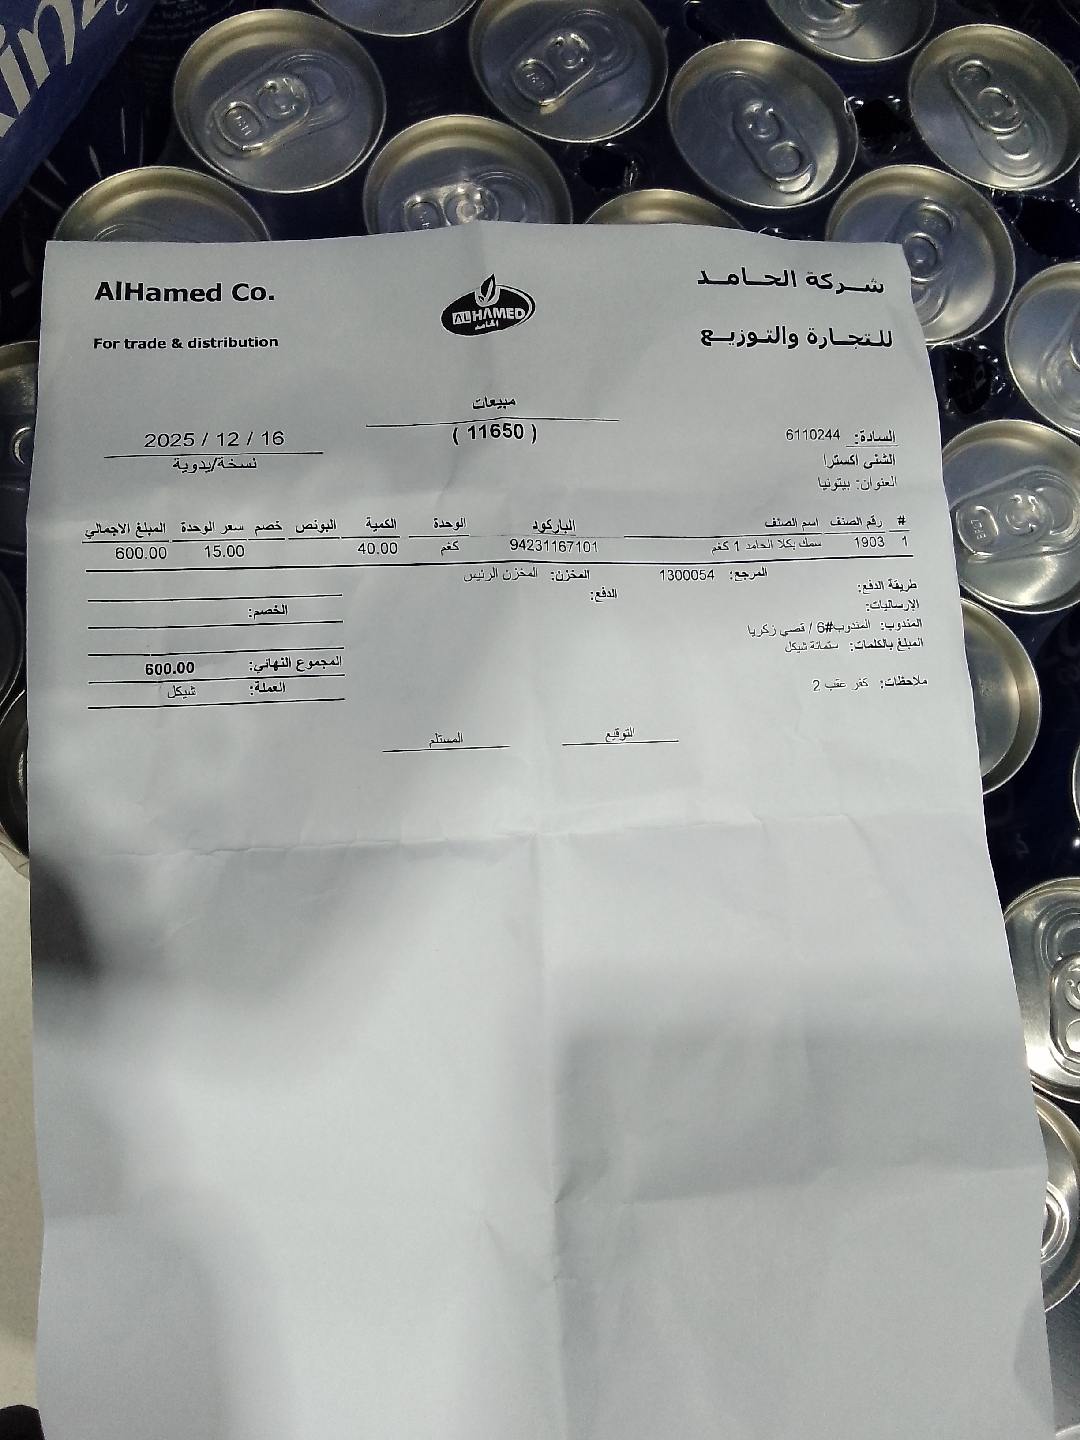 AlHamed Co.
For trade & distribution
ALHAMED
الحامد
شركة الحامد
للتجارة والتوزيع
مبيعات
( 11650 )
2025 / 12 / 16
نسخة/يدوية
السادة: 6110244
الشني اكسترا
العنوان: بيتونيا
# رقم الصنف اسم الصنف الباركود الوحدة الكمية البونص خصم سعر الوحدة المبلغ الاجمالي
1 1903 سمك بكلا الحامد 1 كغم 94231167101 كغم 40.00 15.00 600.00
المرجع: 1300054 المخزن: المخزن الرئيس
طريقة الدفع: الدفع:
الإرساليات:
المندوب: المندوب#6 / قصي زكريا
المبلغ بالكلمات: ستمائة شيكل
ملاحظات: كفر عقب 2
الخصم:
المجموع النهائي: 600.00
العملة: شيكل
التوقيع
المستلم